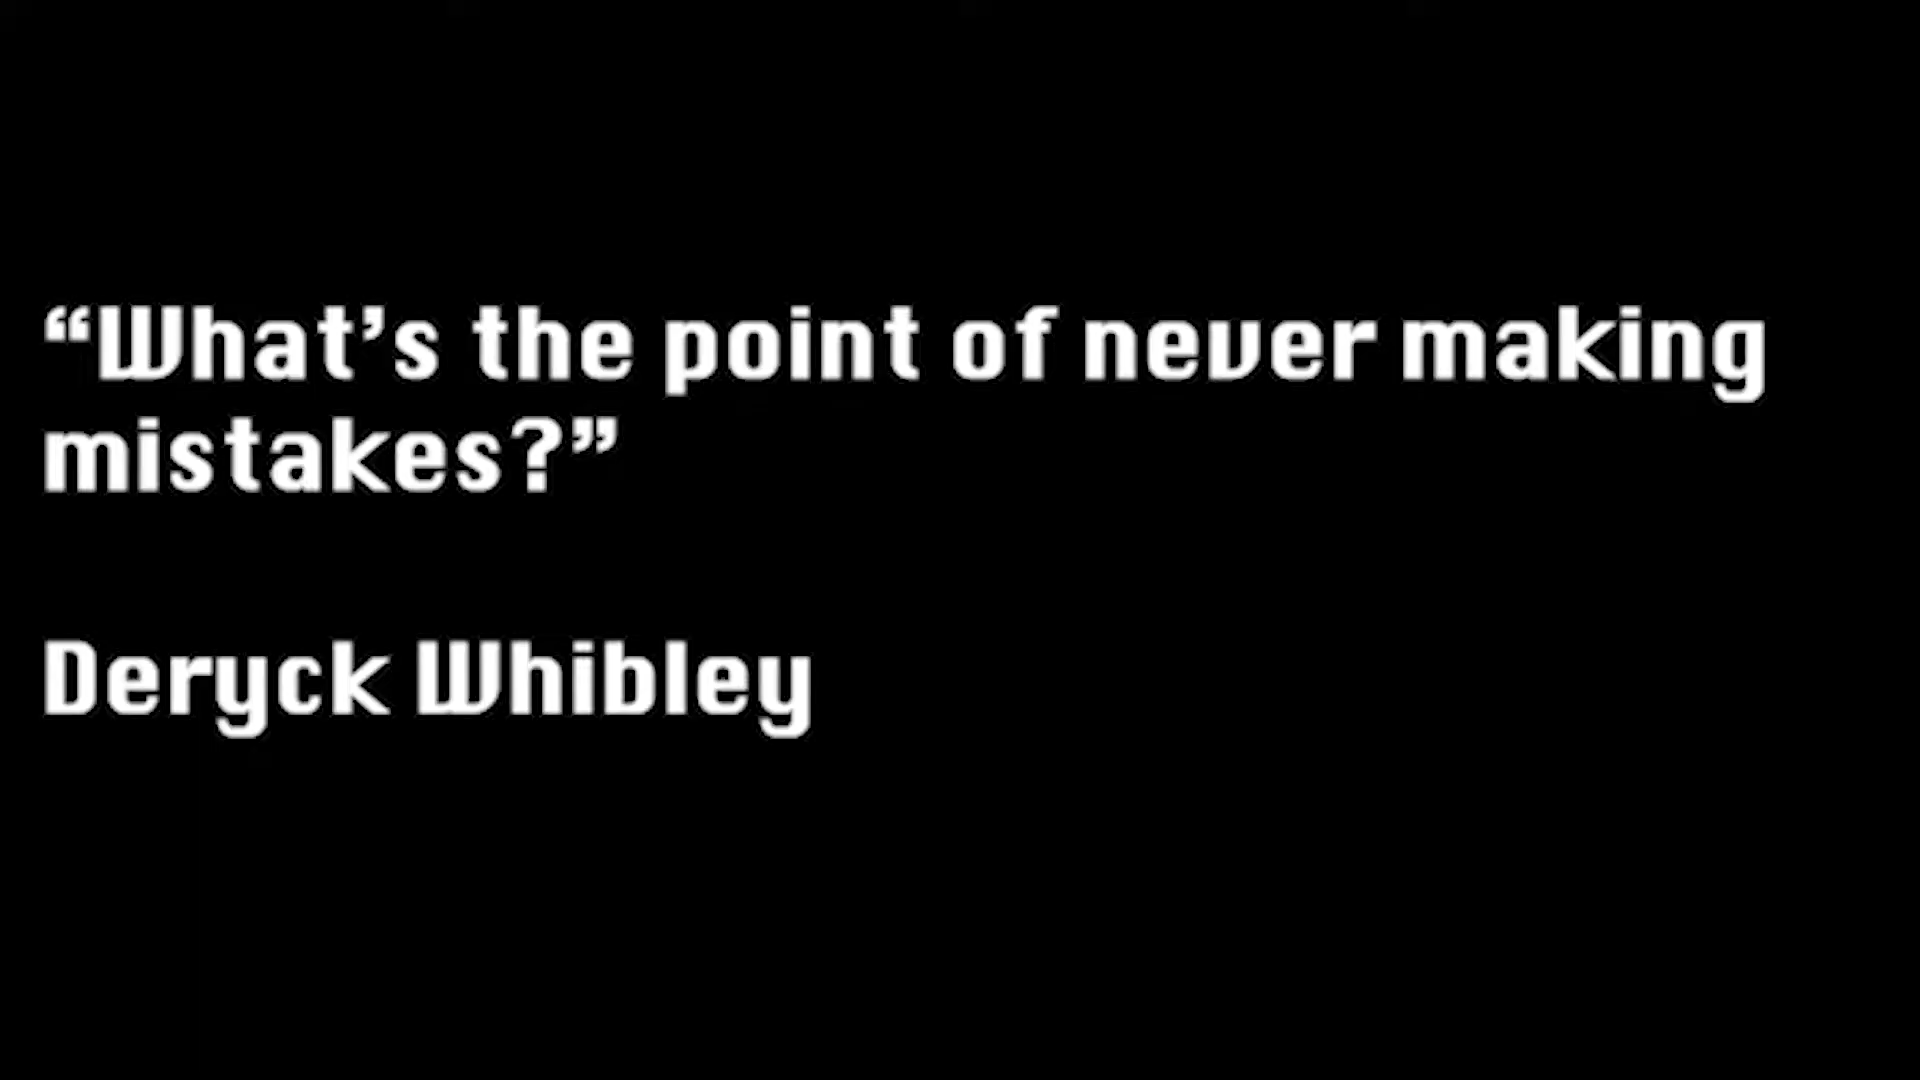 “What’s the point of never making
mistakes?”
Deryck Whibley